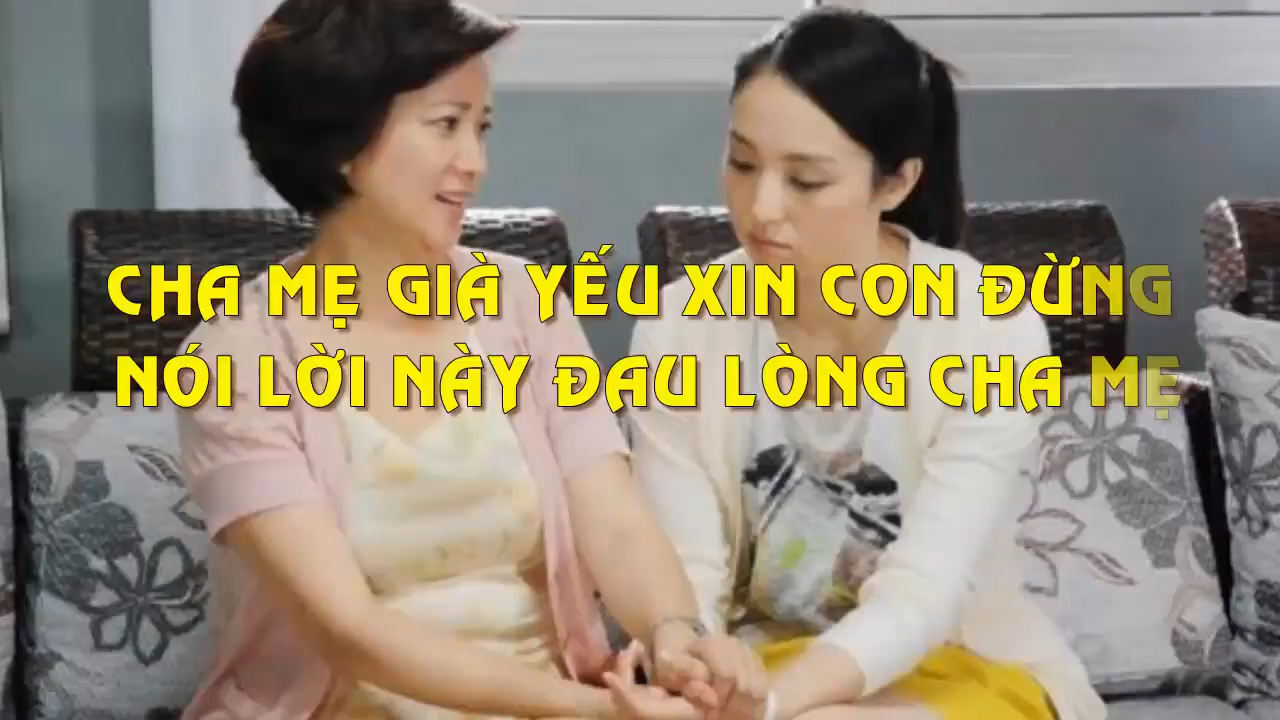 CHA MẸ GIÀ YẾU XIN CON ĐỪNG
NÓI LỜI NÀY ĐAU LÒNG CHA MẸ